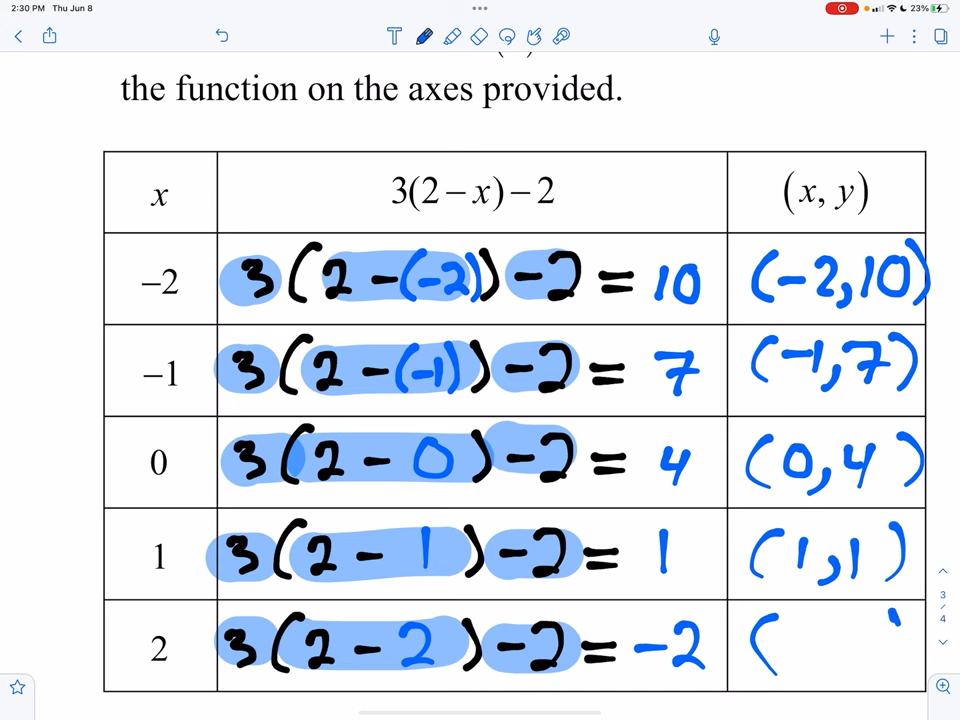 2:30 PM Thu Jun 8
23%
the function on the axes provided.
x 3(2 – x) – 2 (x, y)
–2 3(2 –(–2)) –2 = 10 (–2,10)
–1 3(2 –(–1)) –2 = 7 (–1,7)
0 3(2 – 0) –2 = 4 (0,4)
1 3(2 – 1) –2 = 1 (1,1)
2 3(2 – 2) –2 = –2 (
3
/
4